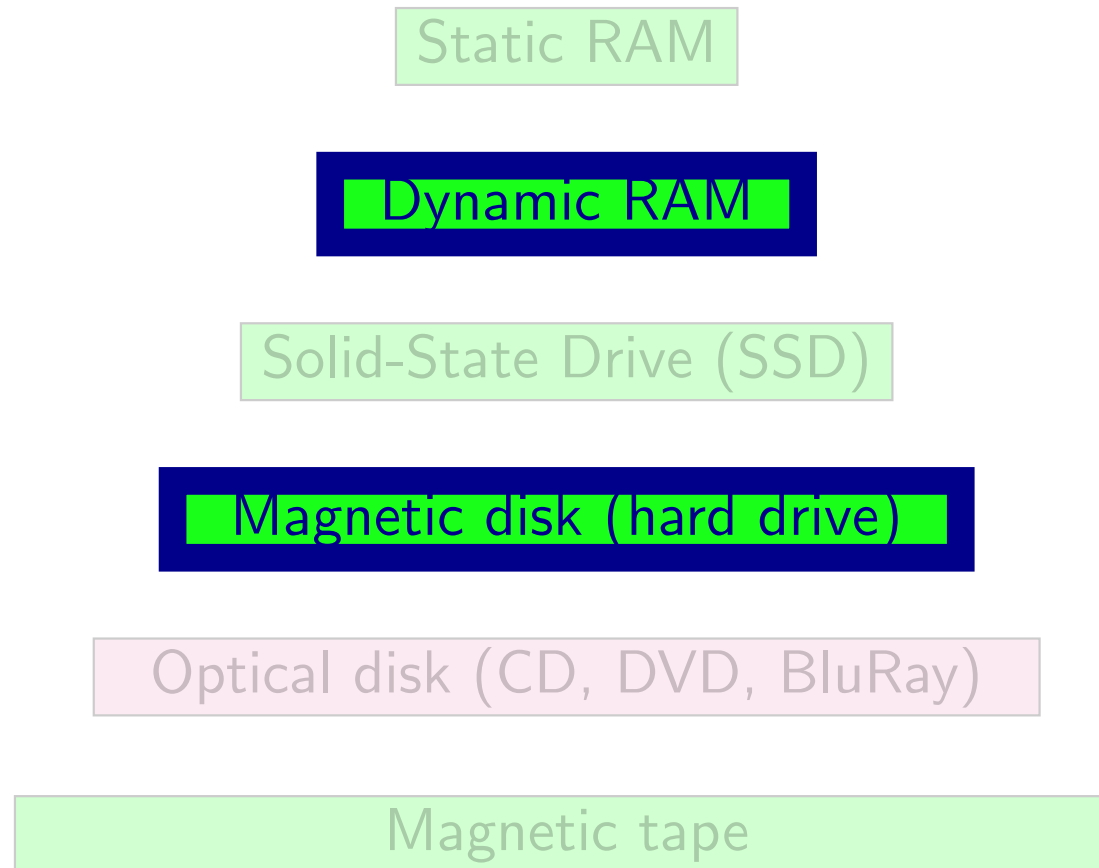 Static RAM
Dynamic RAM
Solid-State Drive (SSD)
Magnetic disk (hard drive)
Optical disk (CD, DVD, BluRay)
Magnetic tape